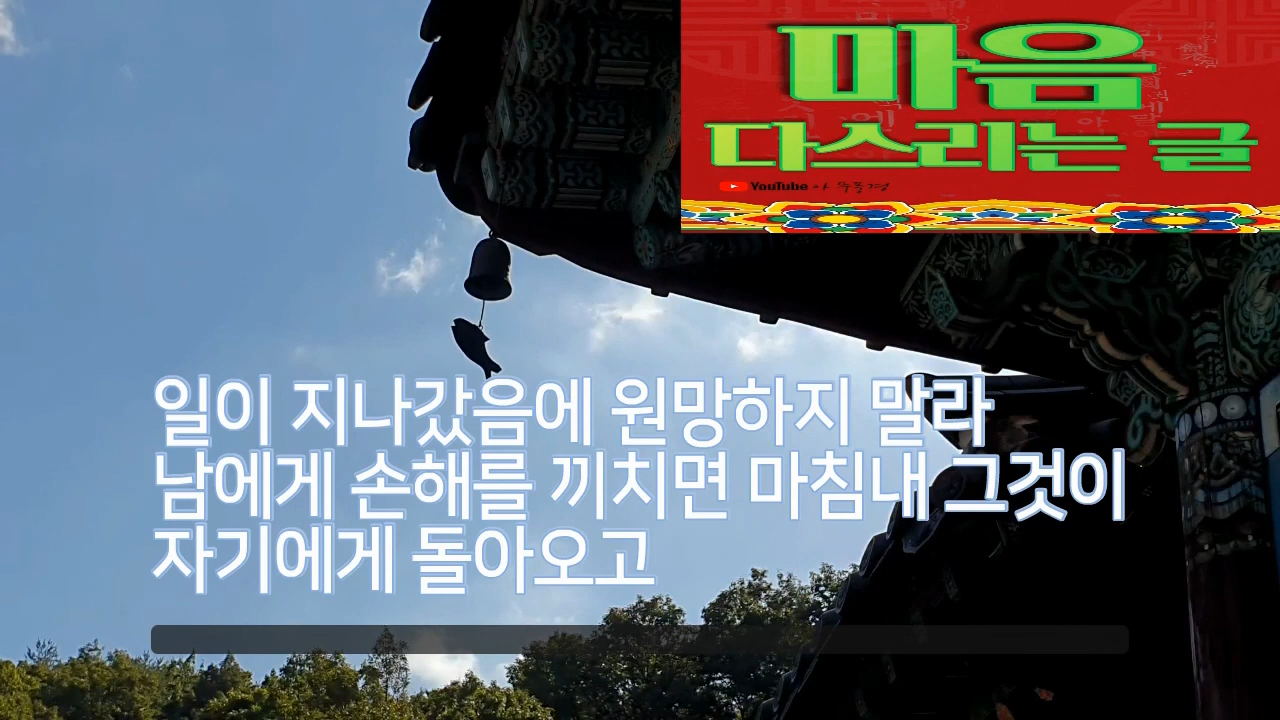 마음
다스리는 글
YouTube
일이 지나갔음에 원망하지 말라
남에게 손해를 끼치면 마침내 그것이
자기에게 돌아오고